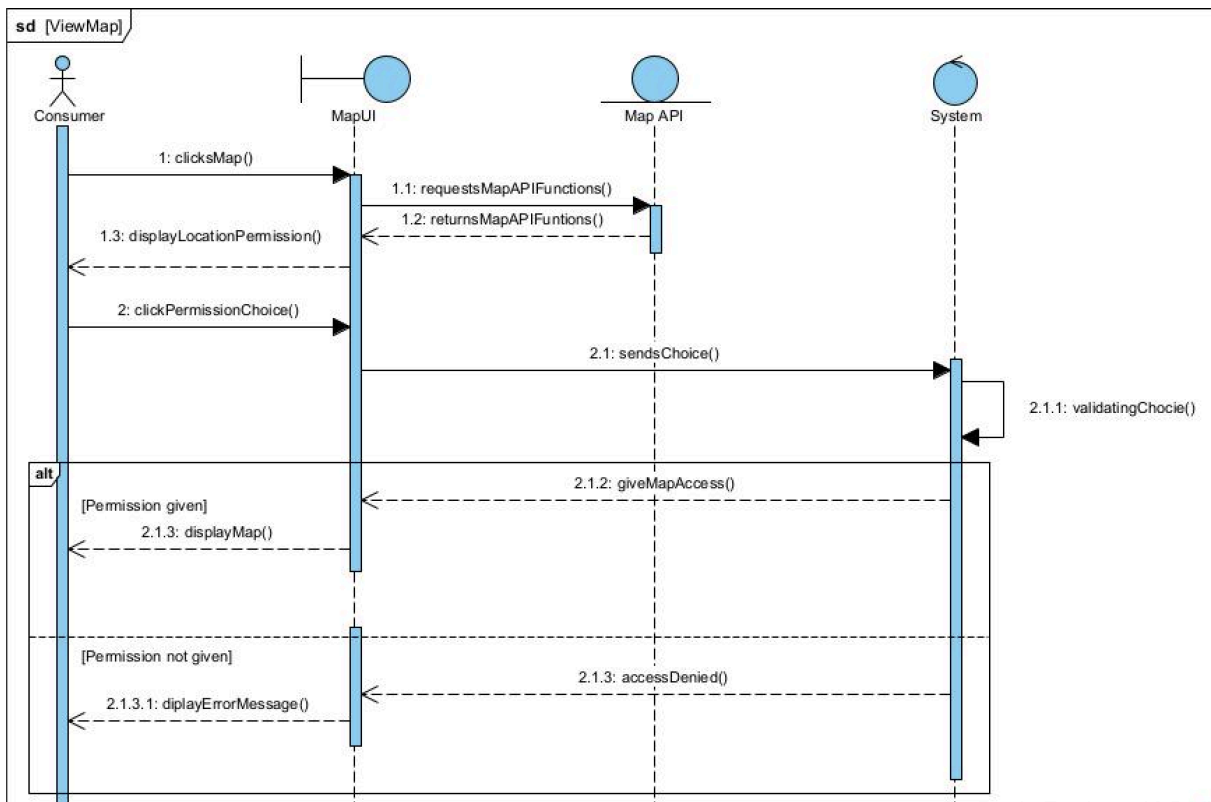 sd [ViewMap]
Consumer
MapUI
Map API
System
1: clicksMap()
1.1: requestsMapAPIFunctions()
1.2: returnsMapAPIFuntions()
1.3: displayLocationPermission()
2: clickPermissionChoice()
2.1: sendsChoice()
2.1.1: validatingChocie()
alt
2.1.2: giveMapAccess()
[Permission given]
2.1.3: displayMap()
[Permission not given]
2.1.3: accessDenied()
2.1.3.1: diplayErrorMessage()